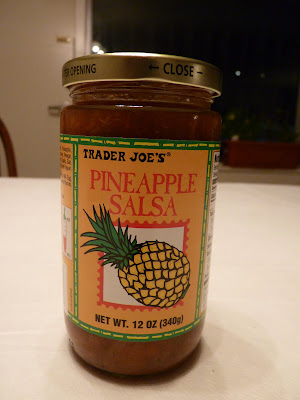 OPENING
← CLOSE –
TRADER JOE'S®
PINEAPPLE
SALSA
NET WT. 12 OZ (340g)